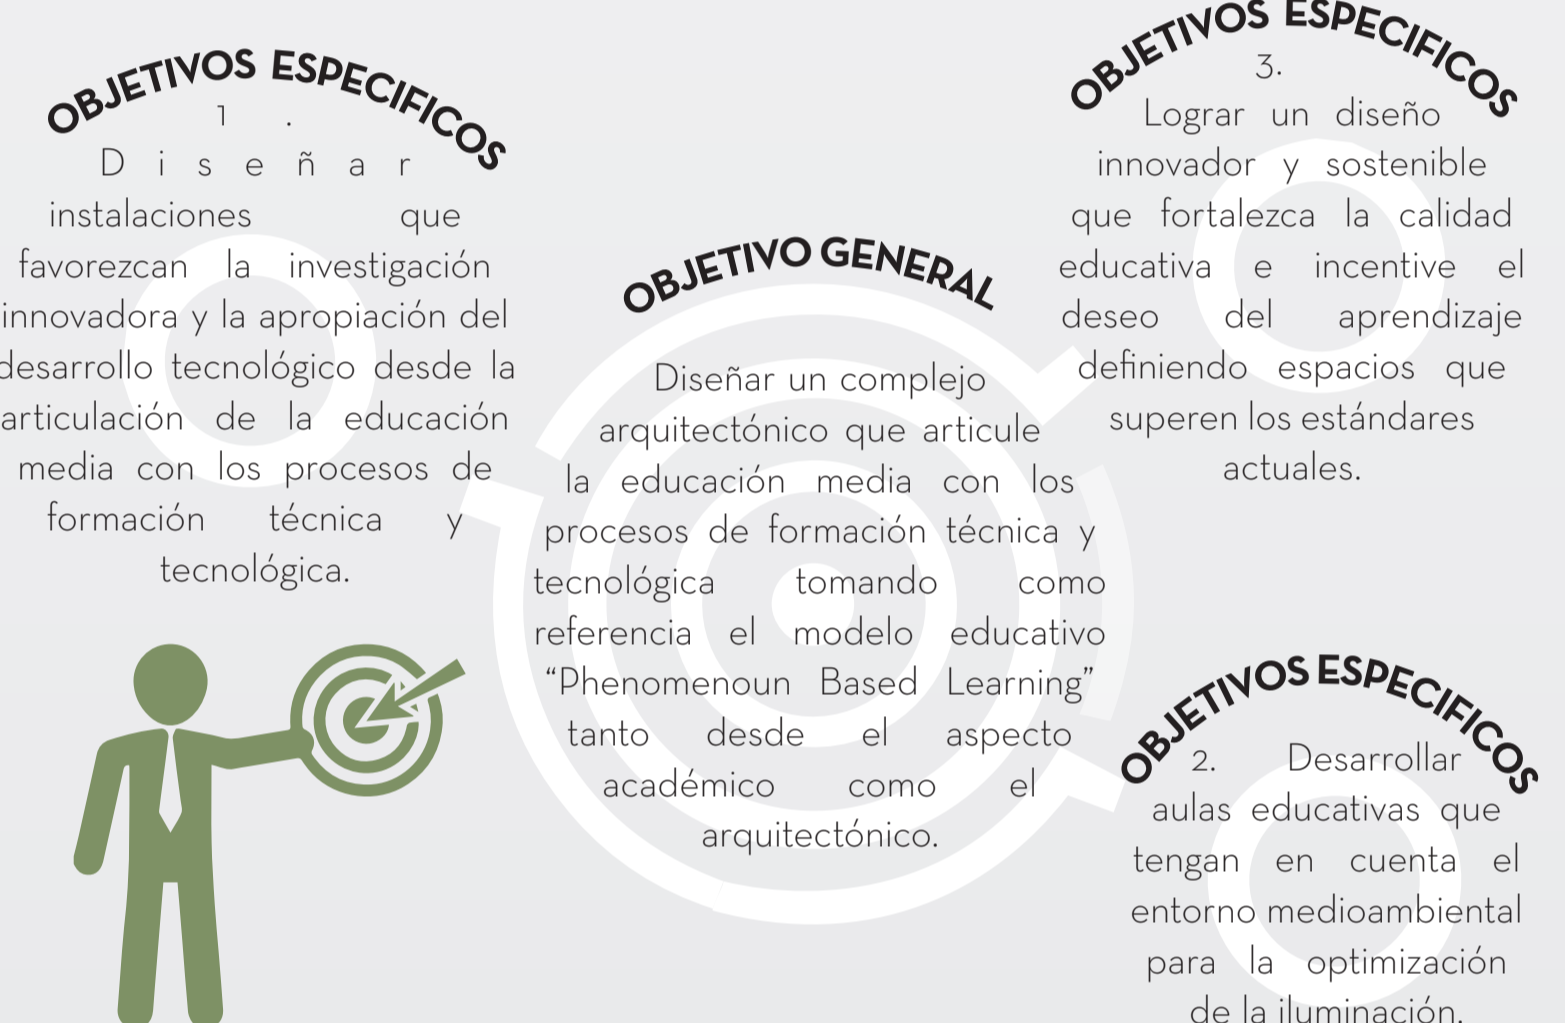 OBJETIVOS ESPECIFICOS
1 .
Diseñar
instalaciones que
favorezcan la investigación
innovadora y la apropiación del
desarrollo tecnológico desde la
articulación de la educación
media con los procesos de
formación técnica y
tecnológica.
OBJETIVO GENERAL
Diseñar un complejo
arquitectónico que articule
la educación media con los
procesos de formación técnica y
tecnológica tomando como
referencia el modelo educativo
“Phenomenoun Based Learning”
tanto desde el aspecto
académico como el
arquitectónico.
OBJETIVOS ESPECIFICOS
3.
Lograr un diseño
innovador y sostenible
que fortalezca la calidad
educativa e incentive el
deseo del aprendizaje
definiendo espacios que
superen los estándares
actuales.
OBJETIVOS ESPECIFICOS
2. Desarrollar
aulas educativas que
tengan en cuenta el
entorno medioambiental
para la optimización
de la iluminación.